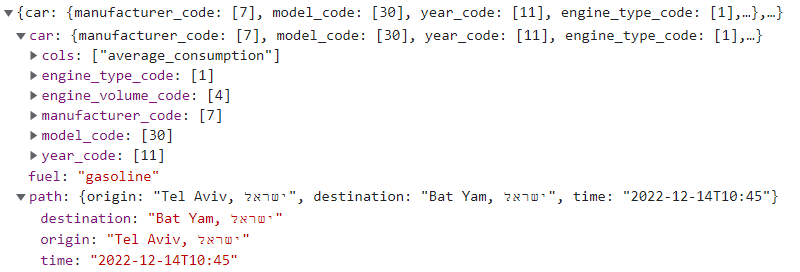 ▼{car: {manufacturer_code: [7], model_code: [30], year_code: [11], engine_type_code: [1],…},…}
▼car: {manufacturer_code: [7], model_code: [30], year_code: [11], engine_type_code: [1],…}
▶cols: ["average_consumption"]
▶engine_type_code: [1]
▶engine_volume_code: [4]
▶manufacturer_code: [7]
▶model_code: [30]
▶year_code: [11]
fuel: "gasoline"
▼path: {origin: "Tel Aviv, ישראל", destination: "Bat Yam, ישראל", time: "2022-12-14T10:45"}
destination: "Bat Yam, ישראל"
origin: "Tel Aviv, ישראל"
time: "2022-12-14T10:45"